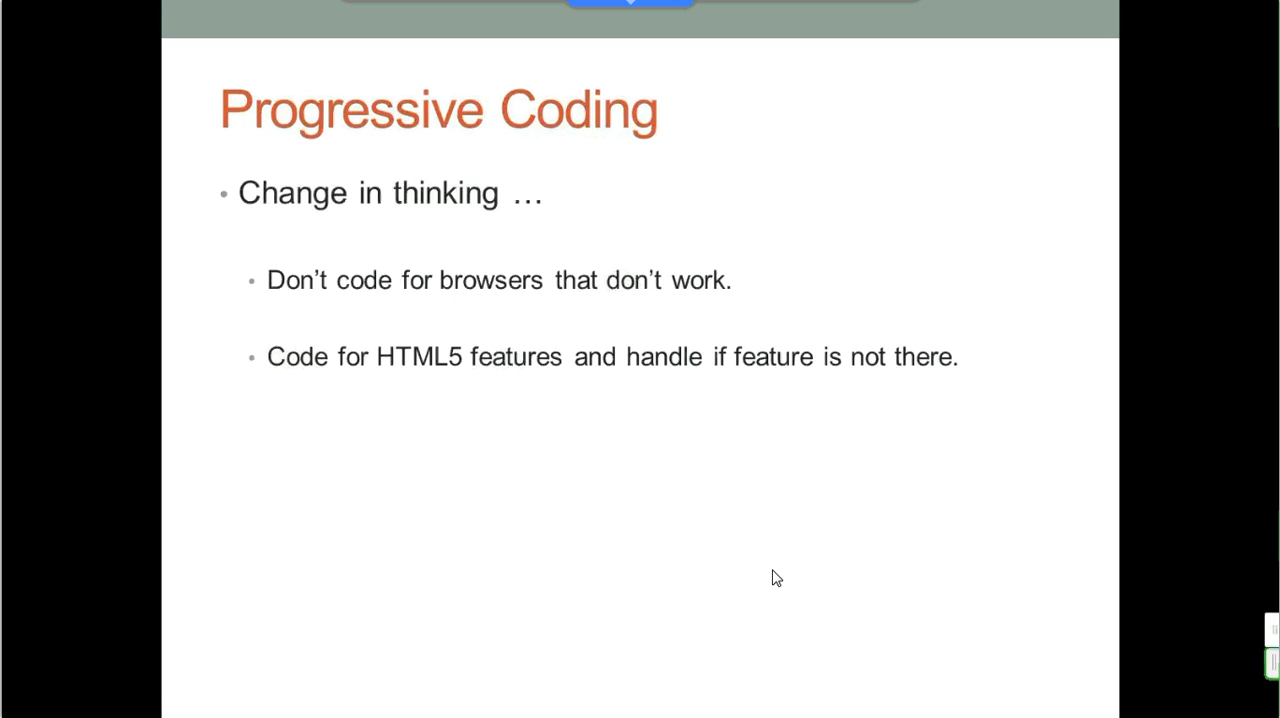 Progressive Coding
• Change in thinking …
• Don’t code for browsers that don’t work.
• Code for HTML5 features and handle if feature is not there.